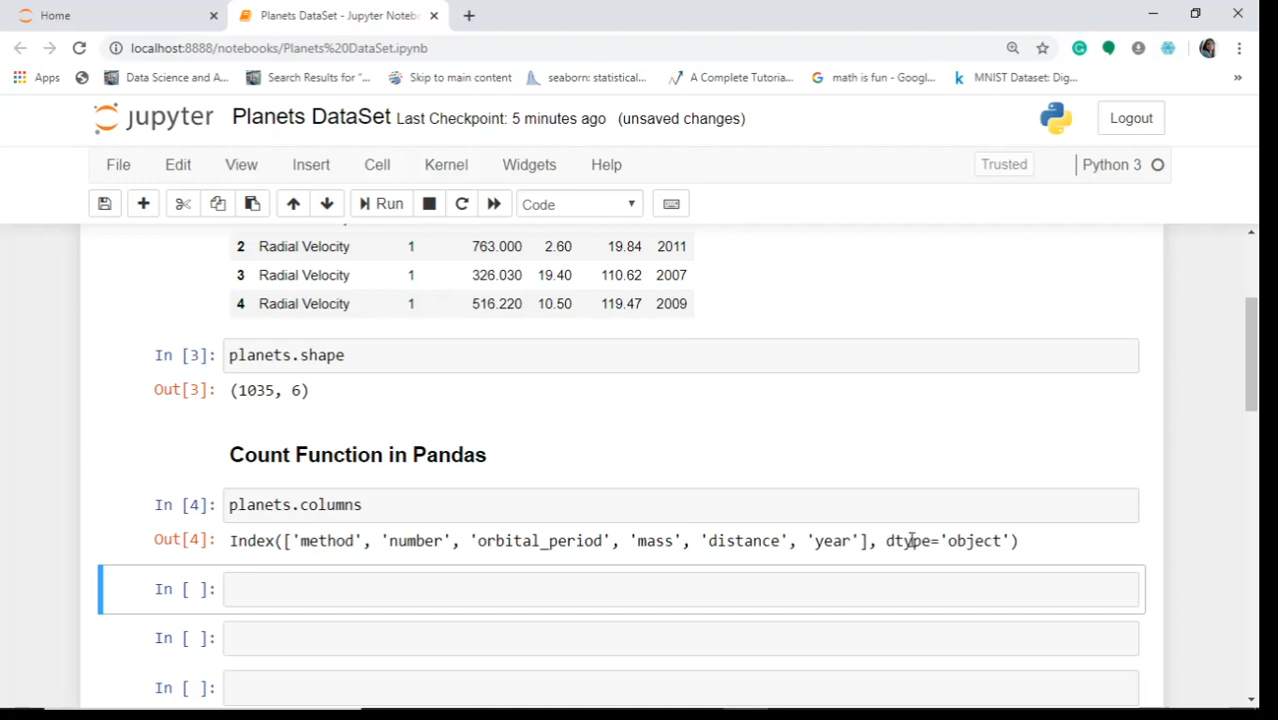 Home
Planets DataSet - Jupyter Noteb
localhost:8888/notebooks/Planets%20DataSet.ipynb
Apps
Data Science and A...
Search Results for "...
Skip to main content
seaborn: statistical...
A Complete Tutoria...
math is fun - Googl...
MNIST Dataset: Dig...
»
jupyter Planets DataSet Last Checkpoint: 5 minutes ago (unsaved changes)
Logout
File Edit View Insert Cell Kernel Widgets Help
Trusted
Python 3
Run
Code
2 Radial Velocity 1 763.000 2.60 19.84 2011
3 Radial Velocity 1 326.030 19.40 110.62 2007
4 Radial Velocity 1 516.220 10.50 119.47 2009
In [3]: planets.shape
Out[3]: (1035, 6)
Count Function in Pandas
In [4]: planets.columns
Out[4]: Index(['method', 'number', 'orbital_period', 'mass', 'distance', 'year'], dtype='object')
In [ ]:
In [ ]:
In [ ]: